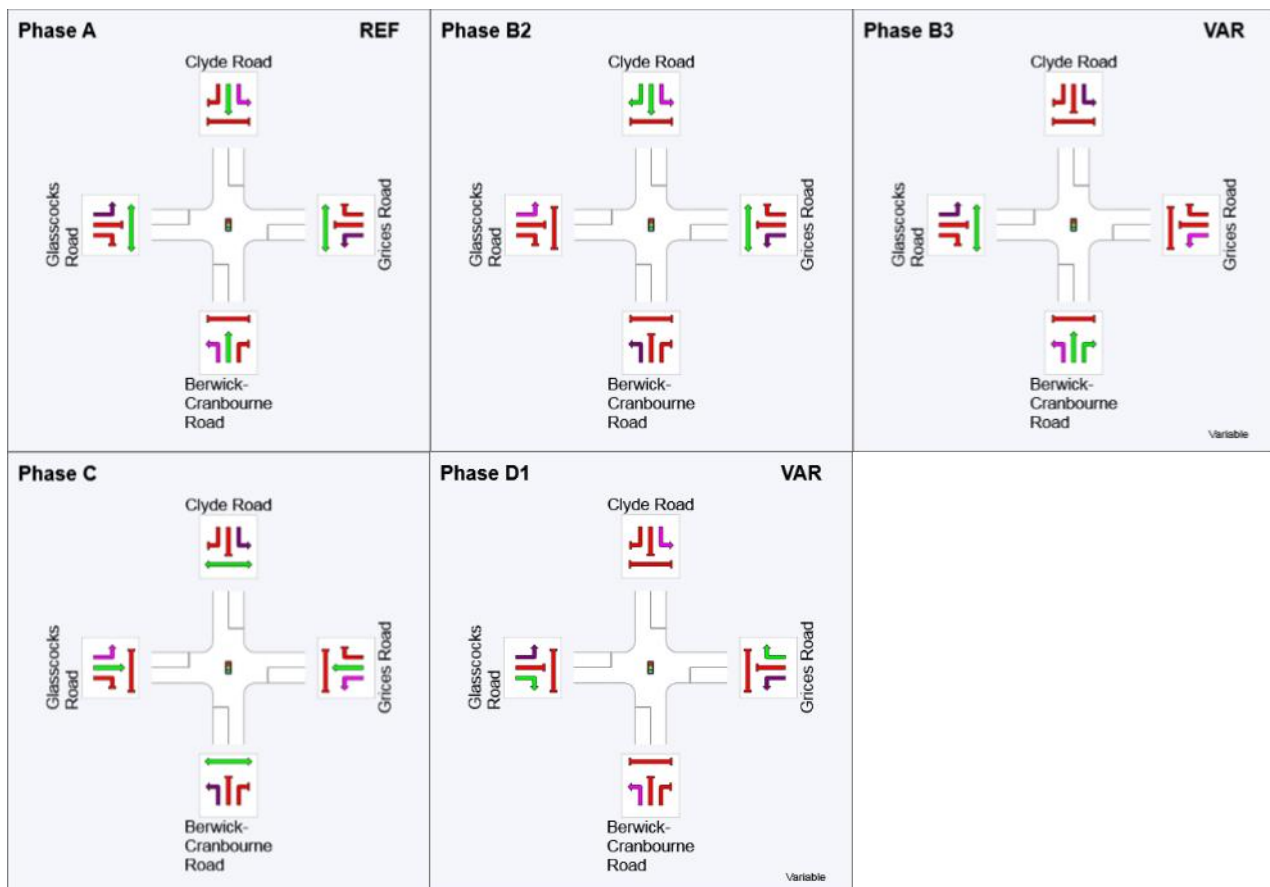 Phase A
REF
Clyde Road
Glasscocks
Road
Grices Road
Berwick-
Cranbourne
Road
Phase B2
Clyde Road
Glasscocks
Road
Grices Road
Berwick-
Cranbourne
Road
Phase B3
VAR
Clyde Road
Glasscocks
Road
Grices Road
Berwick-
Cranbourne
Road
Variable
Phase C
Clyde Road
Glasscocks
Road
Grices Road
Berwick-
Cranbourne
Road
Phase D1
VAR
Clyde Road
Glasscocks
Road
Grices Road
Berwick-
Cranbourne
Road
Variable